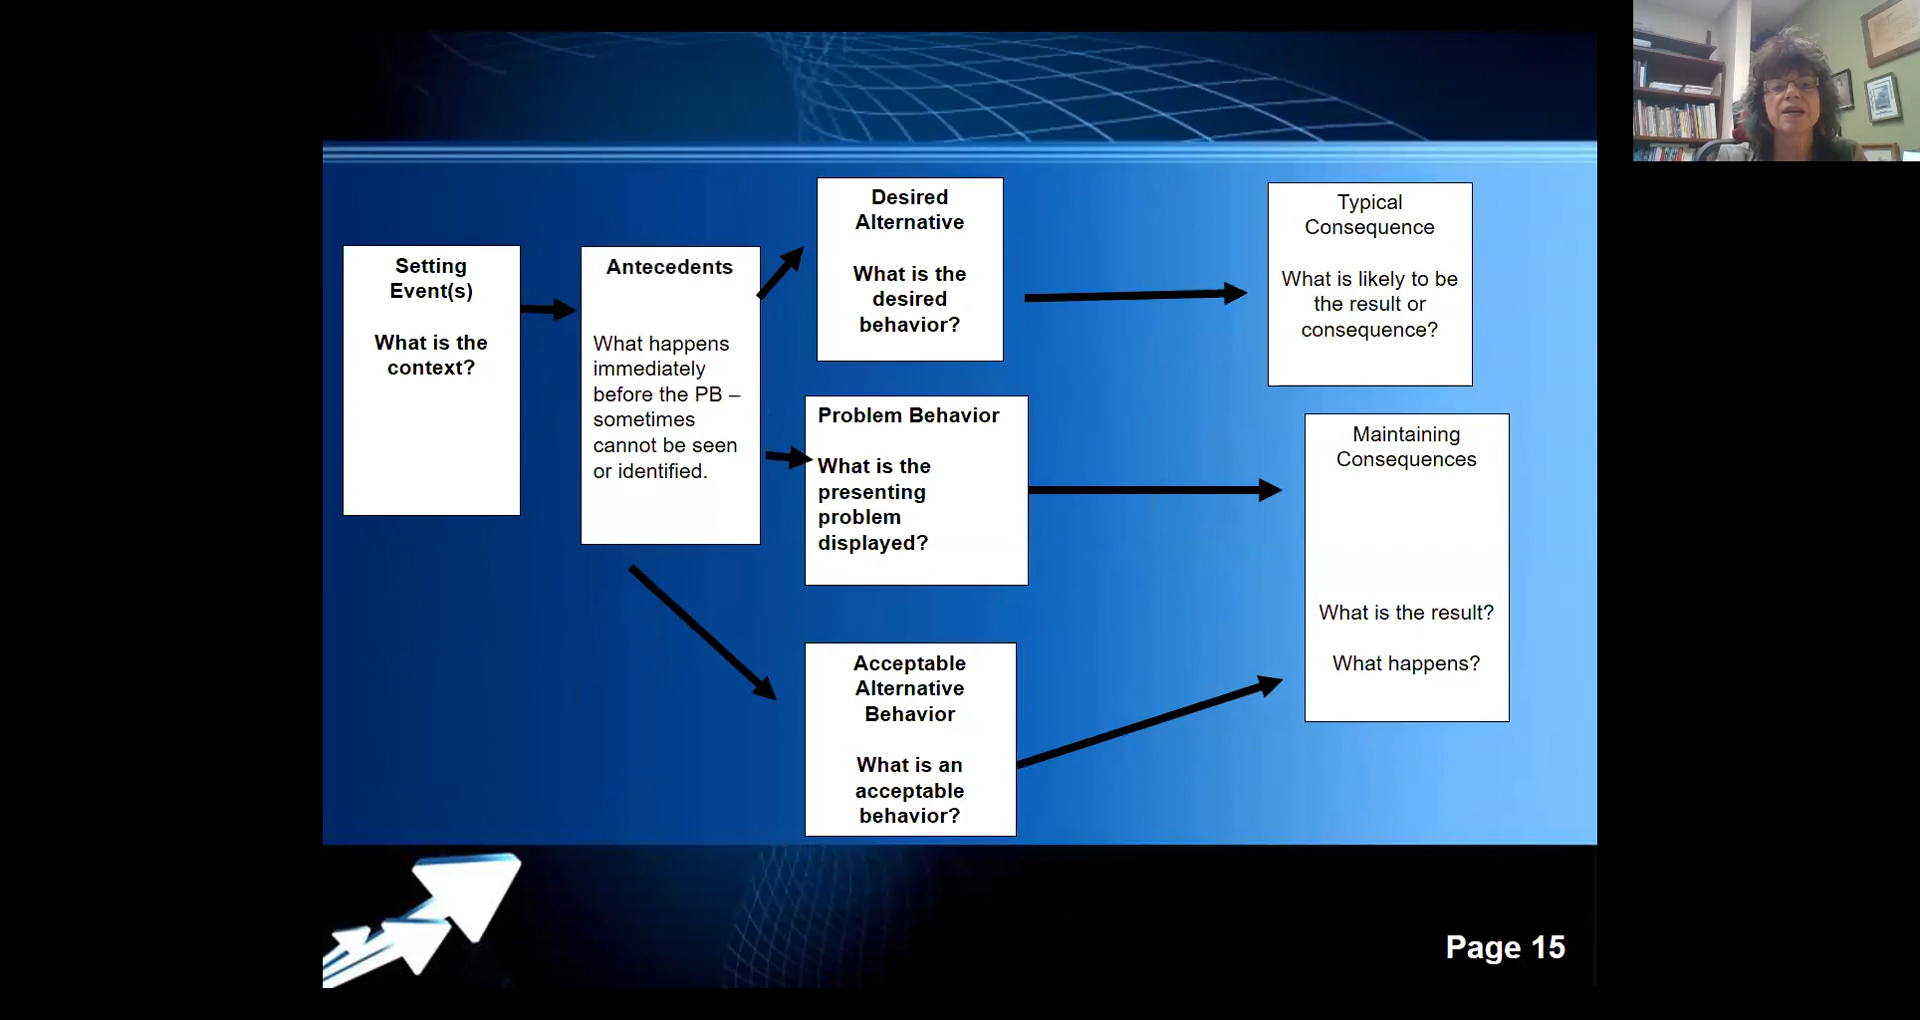 Setting
Event(s)
What is the
context?
Antecedents
What happens
immediately
before the PB –
sometimes
cannot be seen
or identified.
Desired
Alternative
What is the
desired
behavior?
Problem Behavior
What is the
presenting
problem
displayed?
Acceptable
Alternative
Behavior
What is an
acceptable
behavior?
Typical
Consequence
What is likely to be
the result or
consequence?
Maintaining
Consequences
What is the result?
What happens?
Page 15